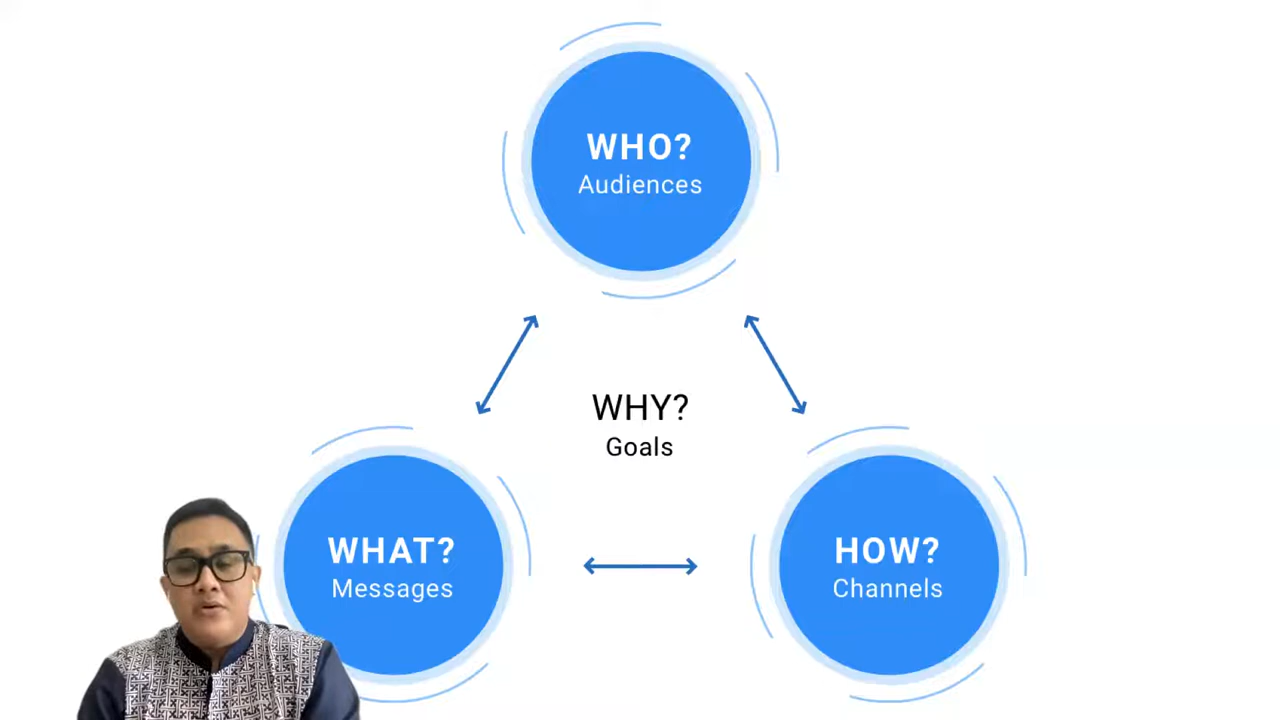 WHO?
Audiences
WHY?
Goals
WHAT?
Messages
HOW?
Channels